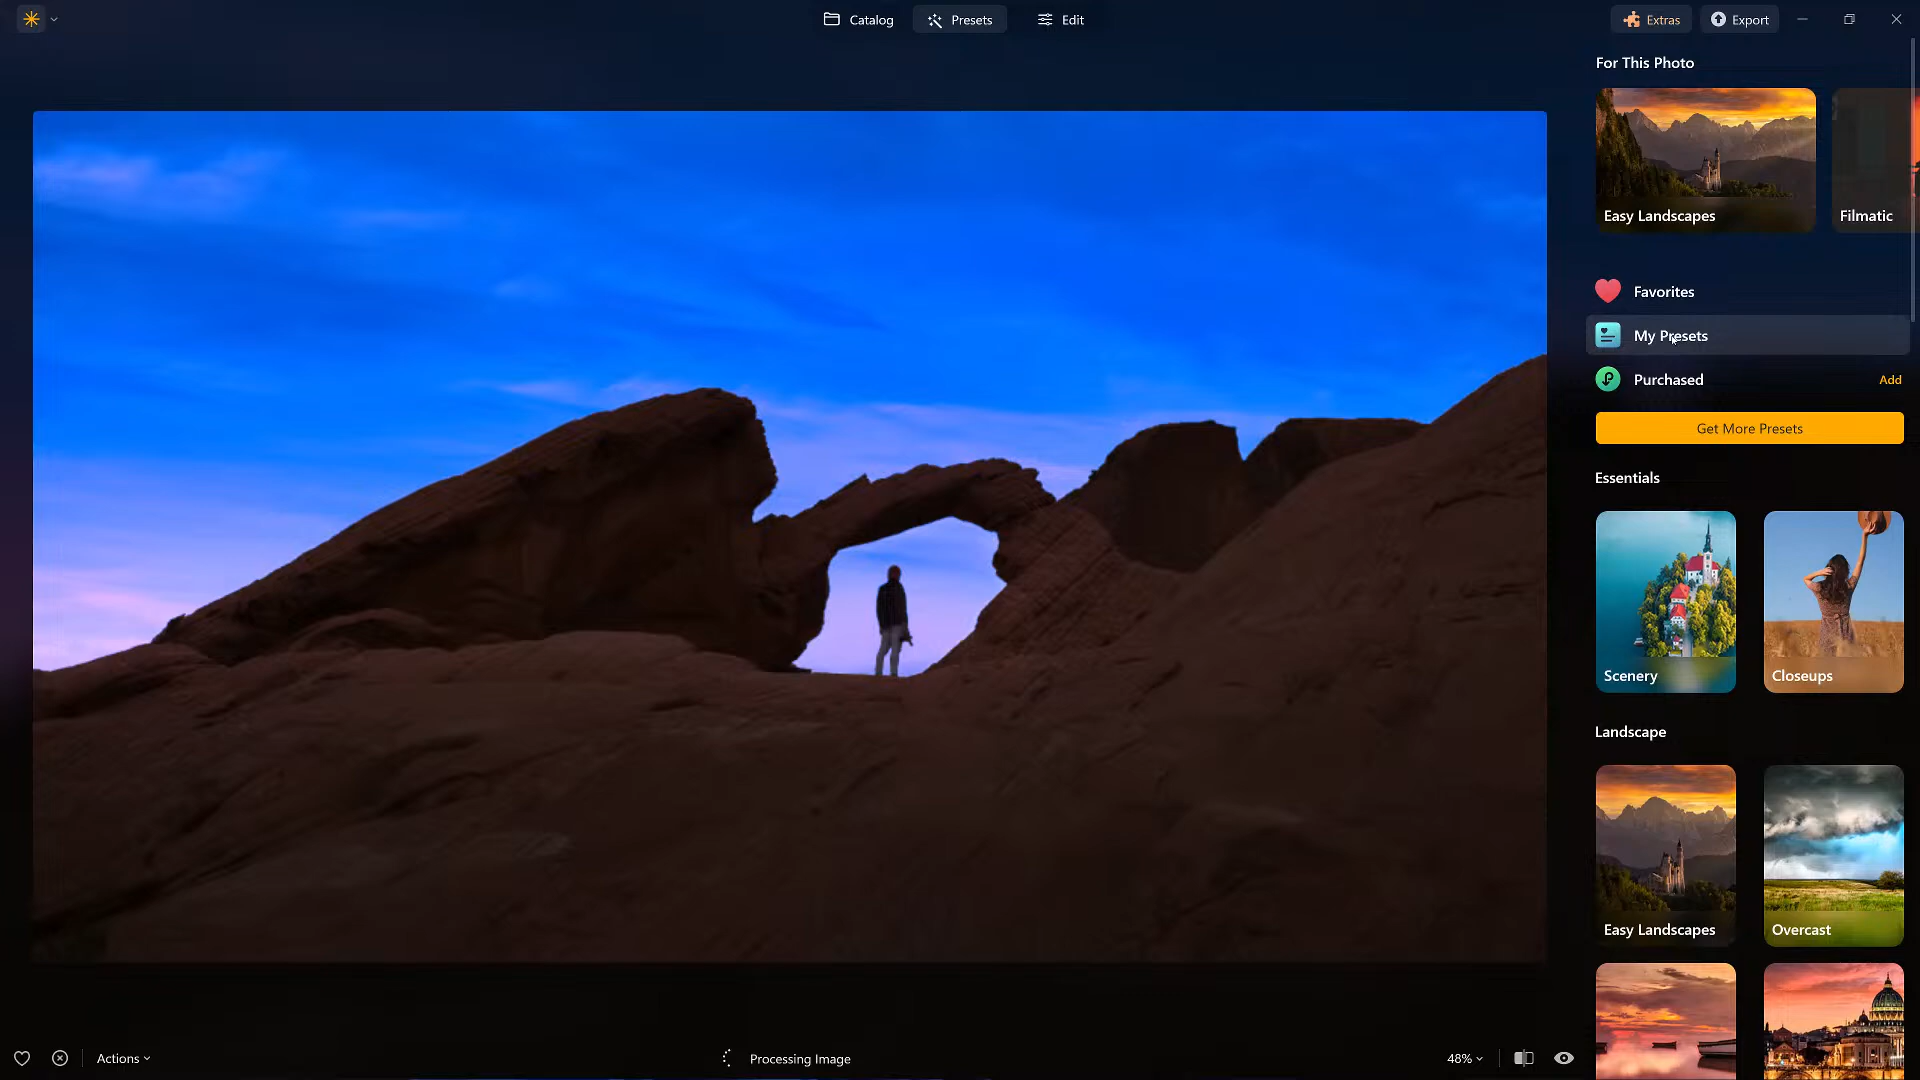 Catalog
Presets
Edit
Extras
Export
For This Photo
Easy Landscapes
Filmatic
Favorites
My Presets
Purchased
Add
Get More Presets
Essentials
Scenery
Closeups
Landscape
Easy Landscapes
Overcast
Actions
Processing Image
48%